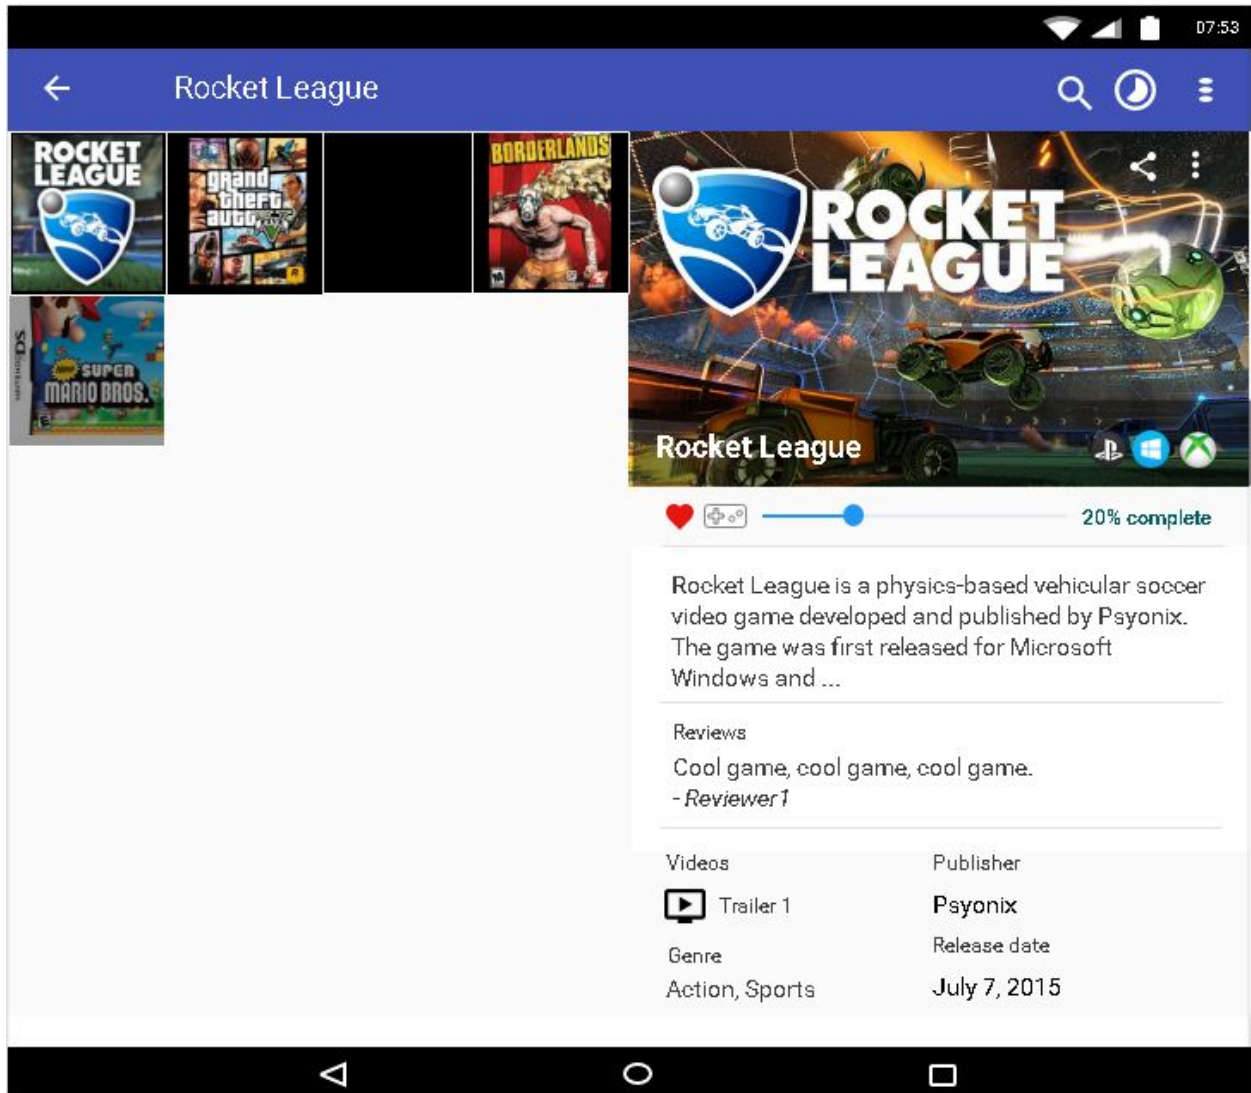 07:53
Rocket League
ROCKET
LEAGUE
grand
theft
auto
BORDERLANDS
NINTENDO DS
New SUPER
MARIO BROS.
ROCKET
LEAGUE
Rocket League
20% complete
Rocket League is a physics-based vehicular soccer
video game developed and published by Psyonix.
The game was first released for Microsoft
Windows and ...
Reviews
Cool game, cool game, cool game.
- Reviewer1
Videos
Publisher
Trailer 1
Psyonix
Genre
Release date
Action, Sports
July 7, 2015